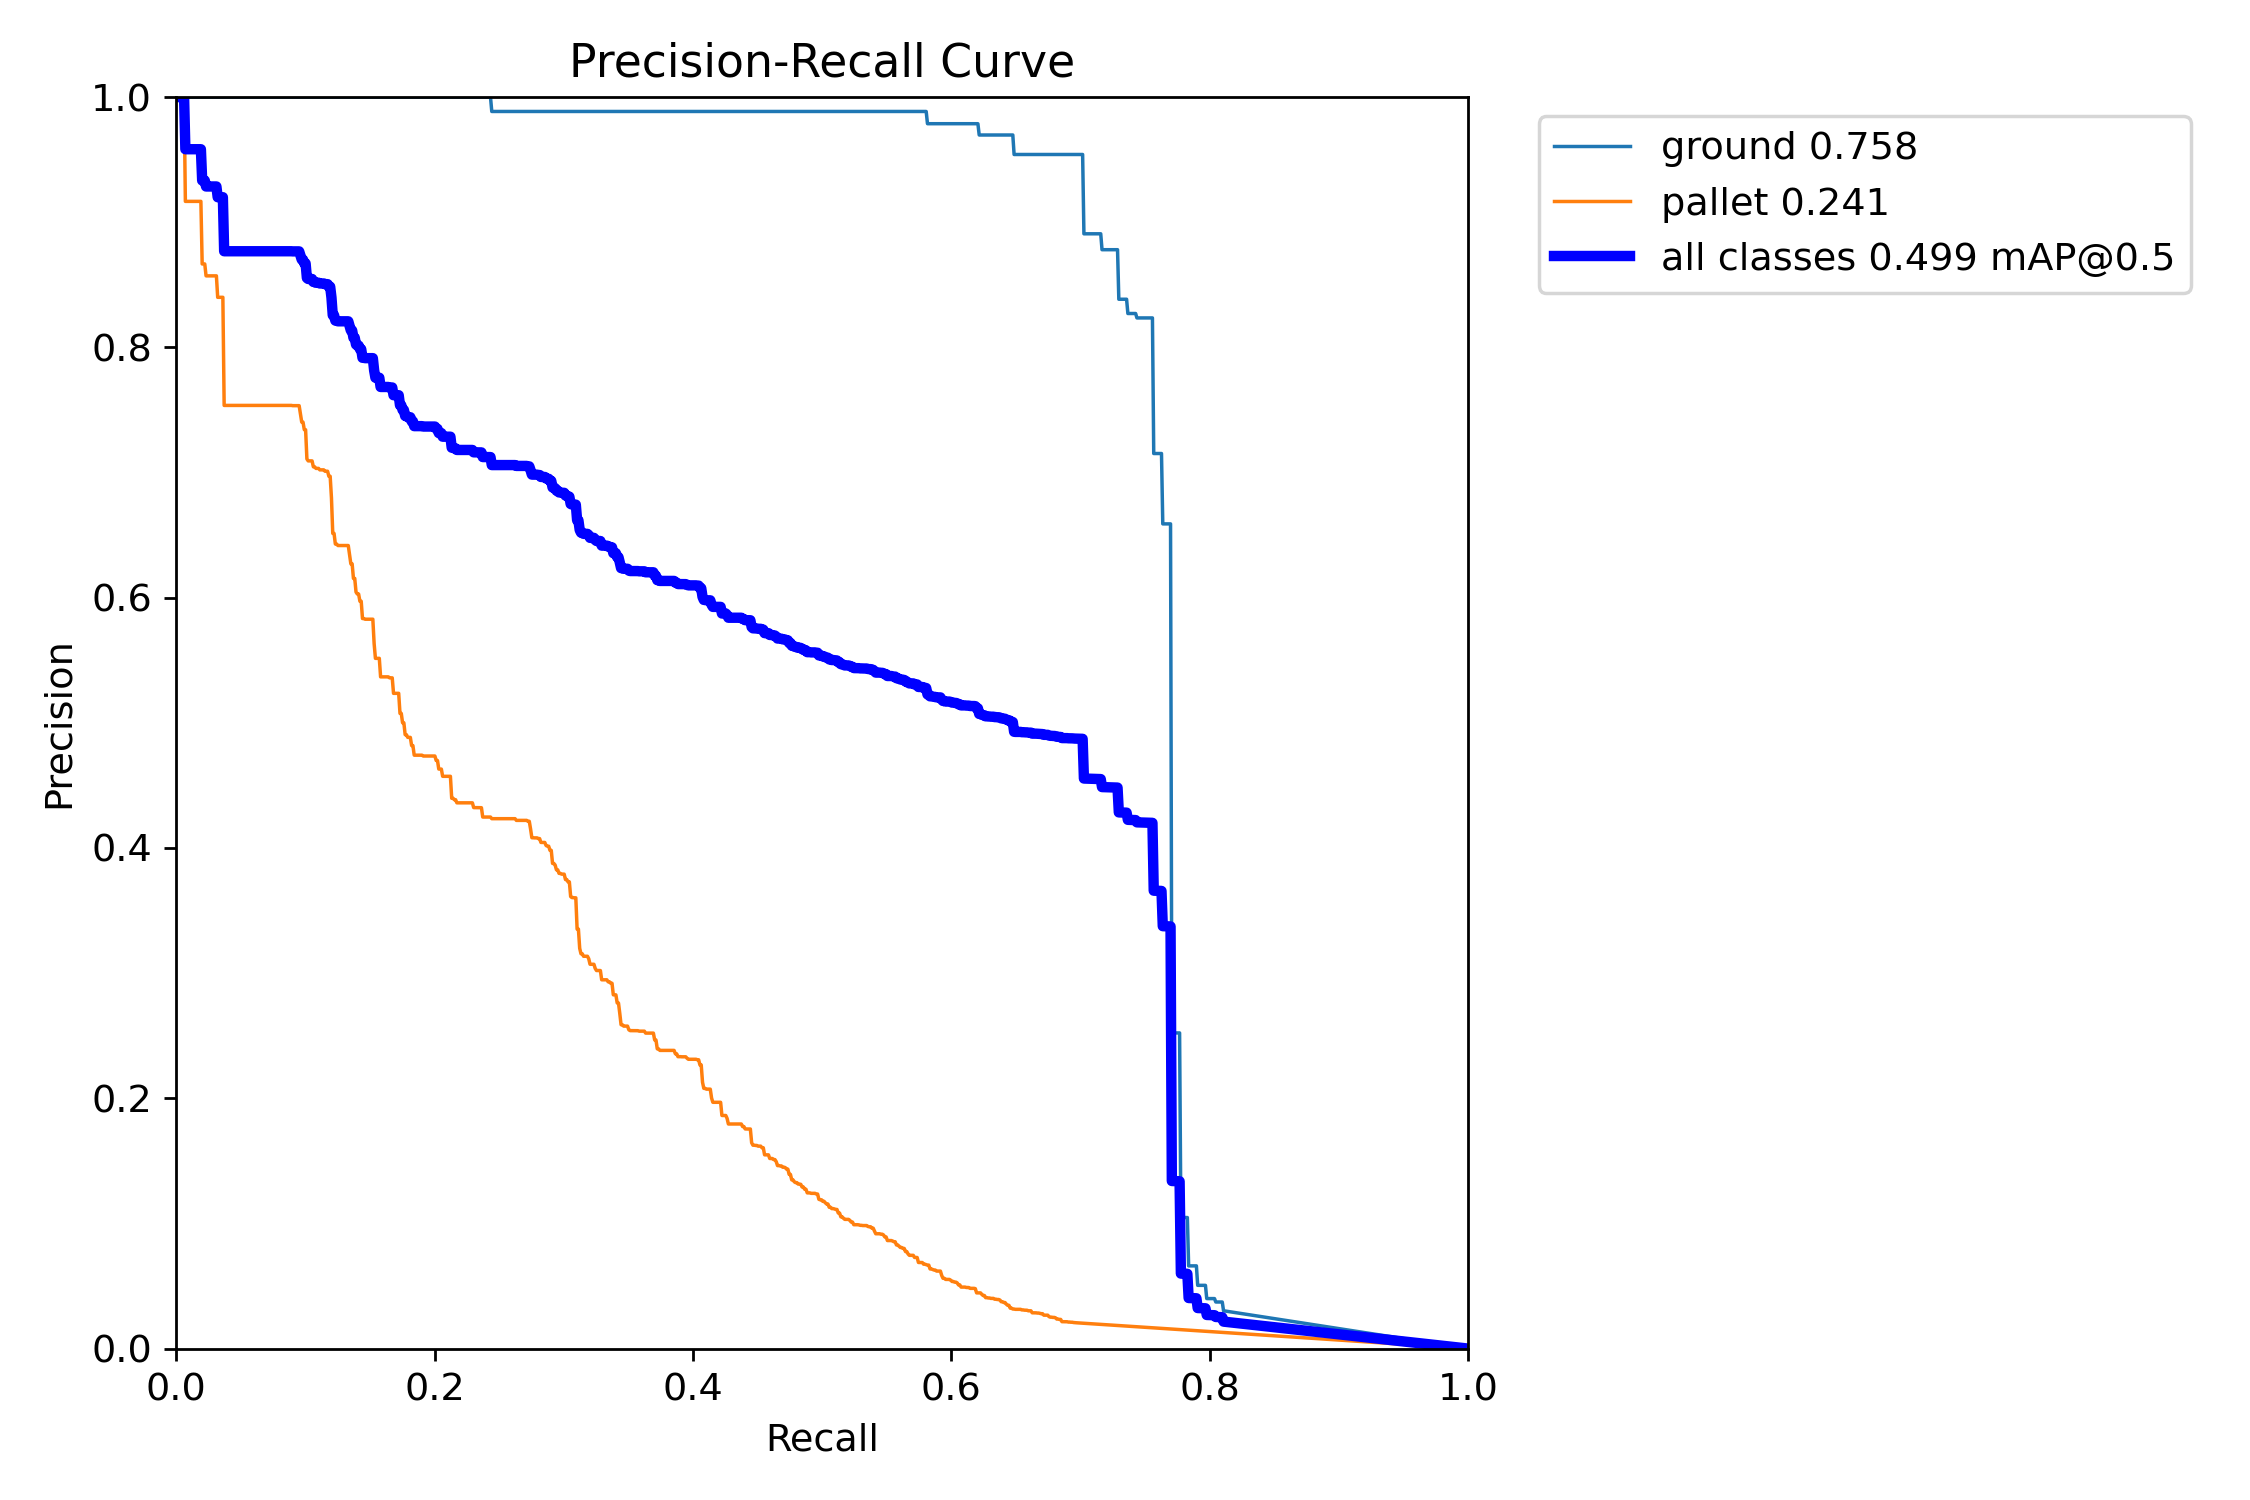 Precision-Recall Curve
ground 0.758
pallet 0.241
all classes 0.499 mAP@0.5
Precision
1.0
0.8
0.6
0.4
0.2
0.0
0.0 0.2 0.4 0.6 0.8 1.0
Recall